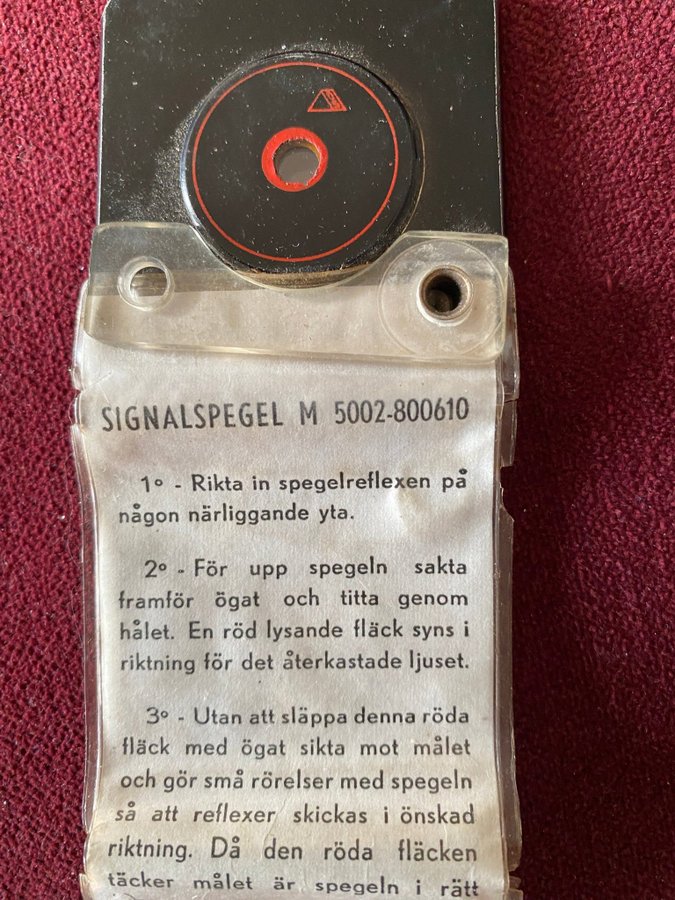 SIGNALSPEGEL M 5002-800610
1º - Rikta in spegelreflexen på
någon närliggande yta.
2º - För upp spegeln sakta
framför ögat och titta genom
hålet. En röd lysande fläck syns i
riktning för det återkastade ljuset.
3º - Utan att släppa denna röda
fläck med ögat sikta mot målet
och gör små rörelser med spegeln
så att reflexer skickas i önskad
riktning. Då den röda fläcken
täcker målet är spegeln i rätt